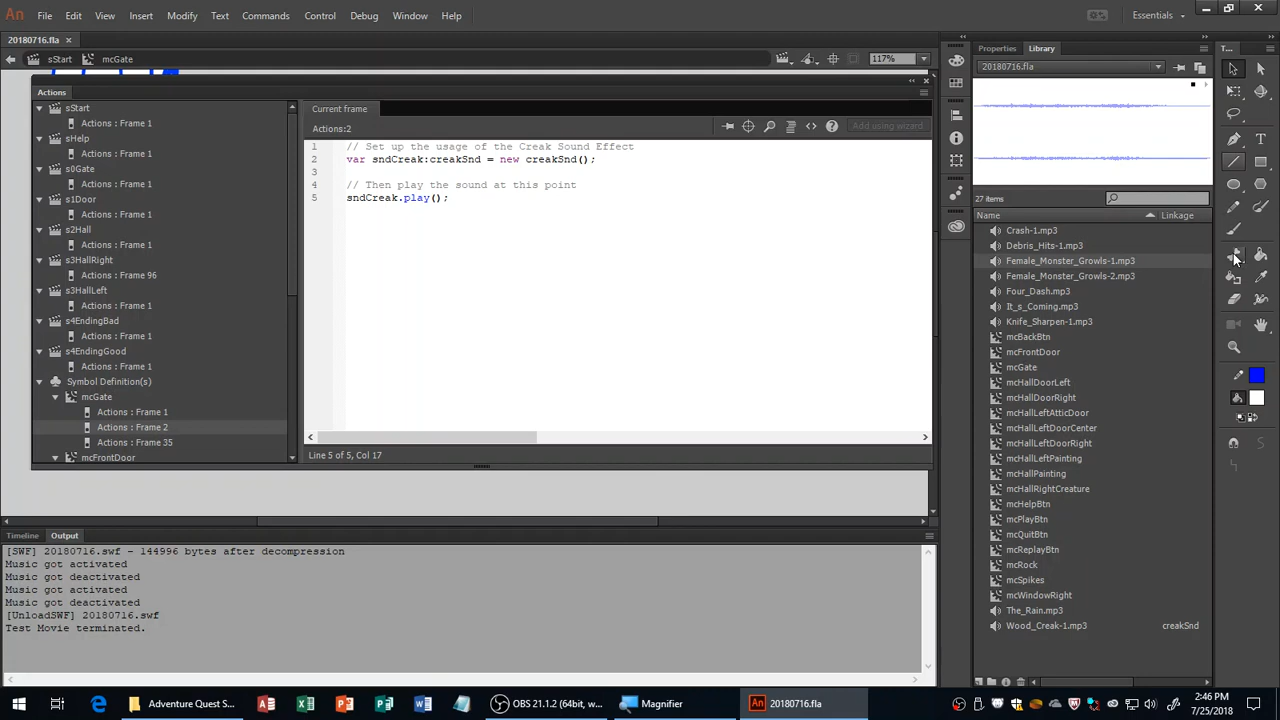 An File Edit View Insert Modify Text Commands Control Debug Window Help Essentials
20180716.fla ×
sStart mcGate 117%
Actions
sStart
Actions : Frame 1
sHelp
Actions : Frame 1
s0Gate
Actions : Frame 1
s1Door
Actions : Frame 1
s2Hall
Actions : Frame 1
s3HallRight
Actions : Frame 96
s3HallLeft
Actions : Frame 1
s4EndingBad
Actions : Frame 1
s4EndingGood
Actions : Frame 1
Symbol Definition(s)
mcGate
Actions : Frame 1
Actions : Frame 2
Actions : Frame 35
mcFrontDoor
Current frame
Actions:2
Add using wizard
1 // Set up the usage of the Creak Sound Effect
2 var sndCreak:creakSnd = new creakSnd();
3
4 // Then play the sound at this point
5 sndCreak.play();
Line 5 of 5, Col 17
Timeline Output
[SWF] 20180716.swf - 144996 bytes after decompression
Music got activated
Music got deactivated
Music got activated
Music got deactivated
[UnloadSWF] 20180716.swf
Test Movie terminated.
Properties Library
20180716.fla
27 items
Name Linkage
Crash-1.mp3
Debris_Hits-1.mp3
Female_Monster_Growls-1.mp3
Female_Monster_Growls-2.mp3
Four_Dash.mp3
It_s_Coming.mp3
Knife_Sharpen-1.mp3
mcBackBtn
mcFrontDoor
mcGate
mcHallDoorLeft
mcHallDoorRight
mcHallLeftAtticDoor
mcHallLeftDoorCenter
mcHallLeftDoorRight
mcHallLeftPainting
mcHallPainting
mcHallRightCreature
mcHelpBtn
mcPlayBtn
mcQuitBtn
mcReplayBtn
mcRock
mcSpikes
mcWindowRight
The_Rain.mp3
Wood_Creak-1.mp3 creakSnd
T...
Adventure Quest S... OBS 21.1.2 (64bit, w... Magnifier An 20180716.fla
2:46 PM
7/25/2018